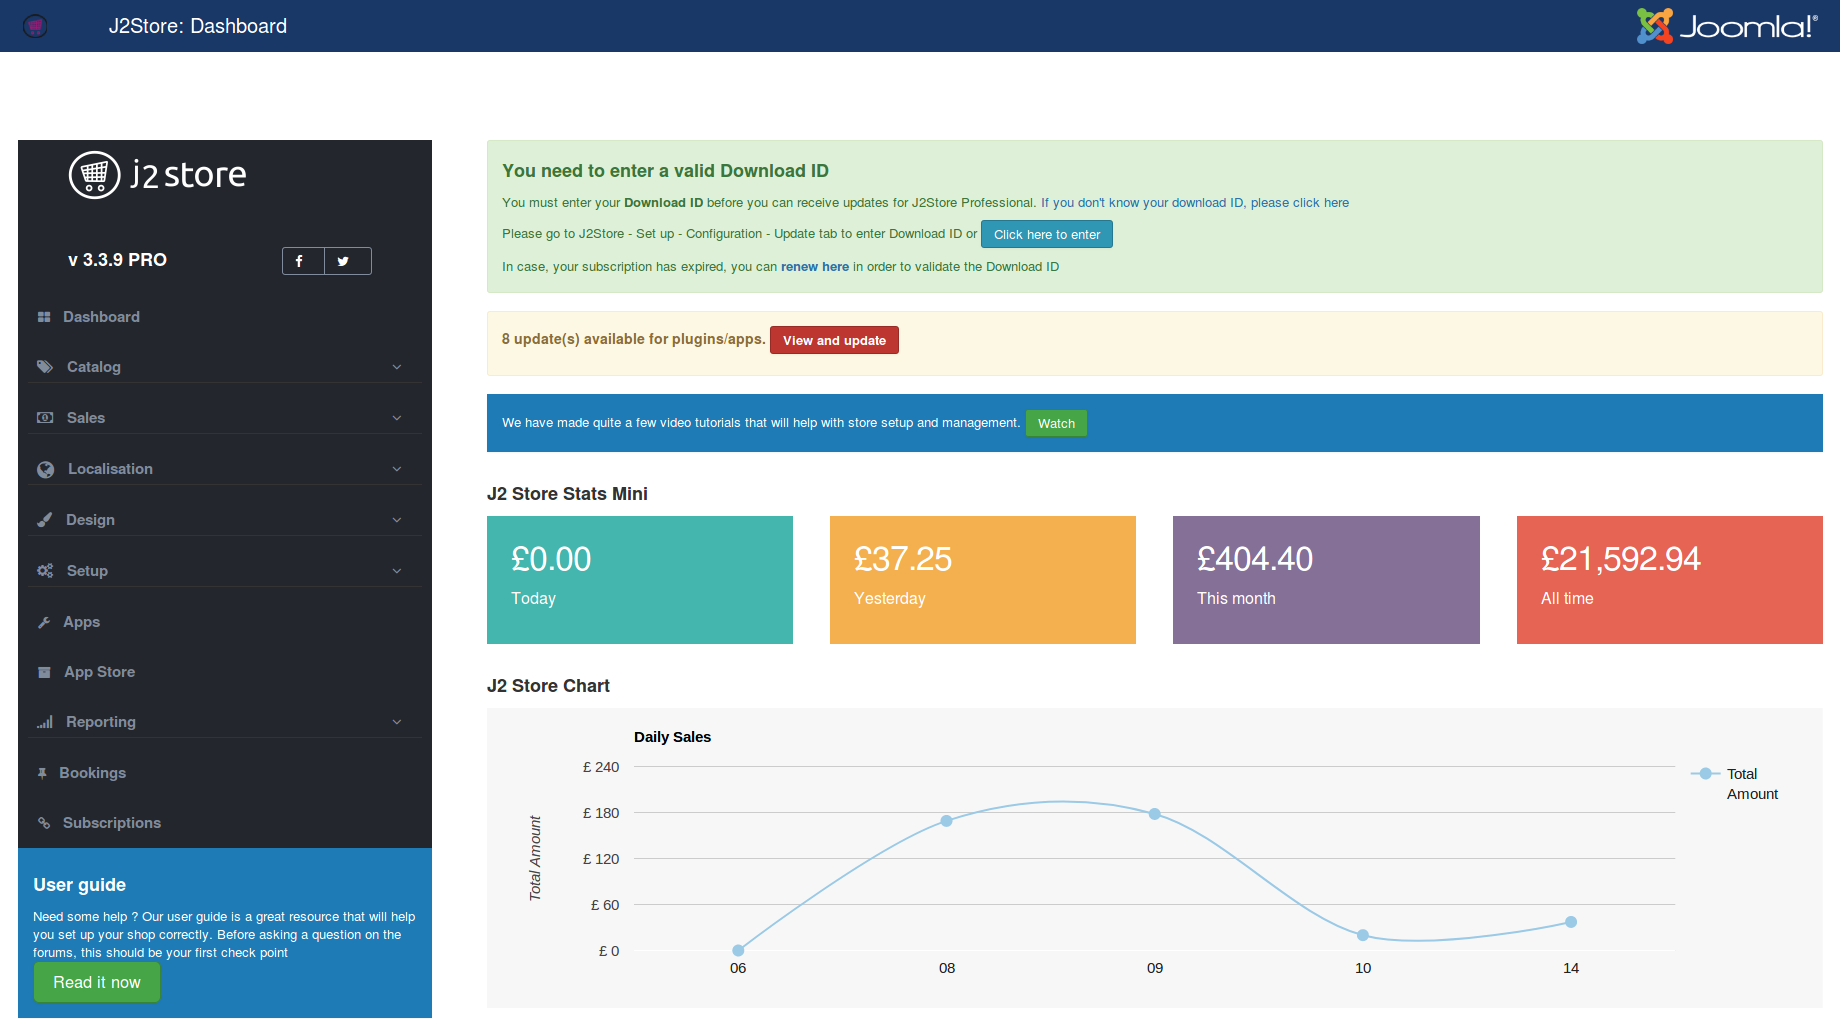 J2Store: Dashboard
Joomla!®
j2store
v 3.3.9 PRO
Dashboard
Catalog
Sales
Localisation
Design
Setup
Apps
App Store
Reporting
Bookings
Subscriptions
User guide
Need some help ? Our user guide is a great resource that will help
you set up your shop correctly. Before asking a question on the
forums, this should be your first check point
Read it now
You need to enter a valid Download ID
You must enter your Download ID before you can receive updates for J2Store Professional. If you don't know your download ID, please click here
Please go to J2Store - Set up - Configuration - Update tab to enter Download ID or Click here to enter
In case, your subscription has expired, you can renew here in order to validate the Download ID
8 update(s) available for plugins/apps. View and update
We have made quite a few video tutorials that will help with store setup and management. Watch
J2 Store Stats Mini
£0.00
Today
£37.25
Yesterday
£404.40
This month
£21,592.94
All time
J2 Store Chart
Daily Sales
£ 240
£ 180
£ 120
£ 60
£ 0
Total Amount
06 08 09 10 14
Total
Amount